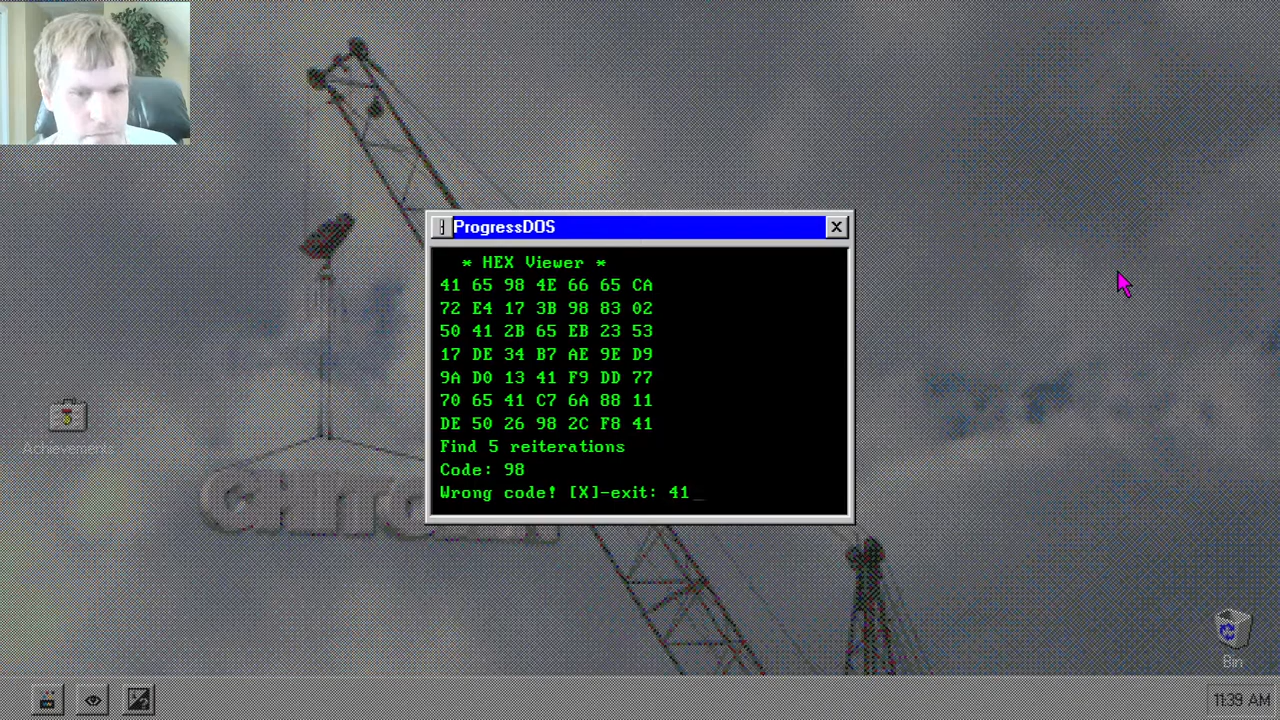 ProgressDOS
* HEX Viewer *
41 65 98 4E 66 65 CA
72 E4 17 3B 98 83 02
50 41 2B 65 EB 23 53
17 DE 34 B7 AE 9E D9
9A D0 13 41 F9 DD 77
70 65 41 C7 6A 88 11
DE 50 26 98 2C F8 41
Find 5 reiterations
Code: 98
Wrong code! [X]-exit: 41_
Bin
11:39 AM